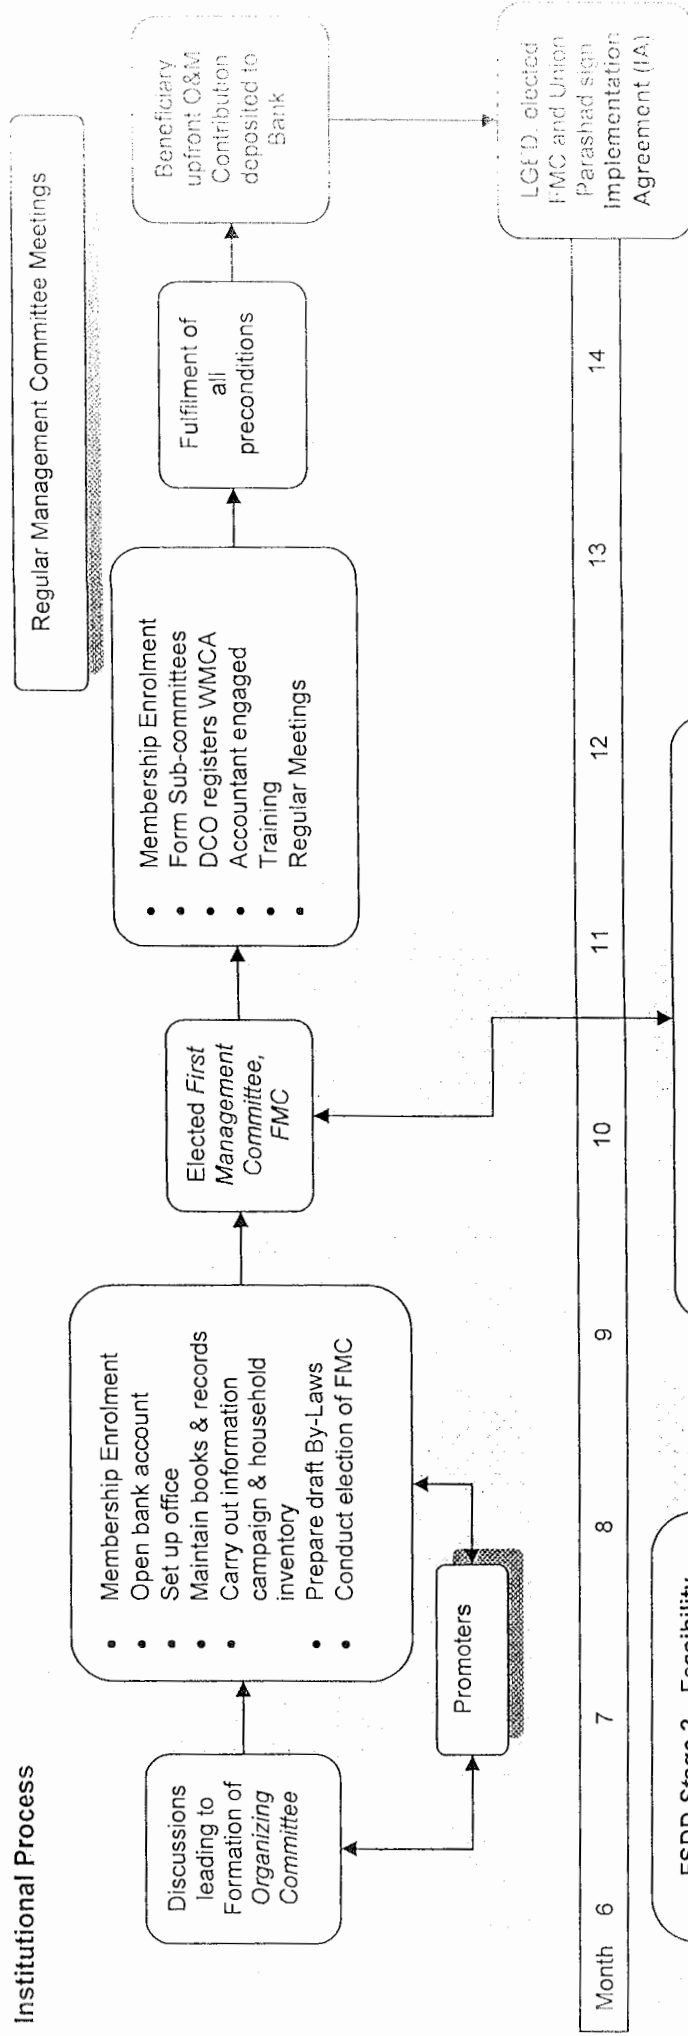 Institutional Process
Regular Management Committee Meetings
Discussions
leading to
Formation of
Organizing
Committee
• Membership Enrolment
• Open bank account
• Set up office
• Maintain books & records
• Carry out information
campaign & household
inventory
• Prepare draft By-Laws
• Conduct election of FMC
Promoters
Elected First
Management
Committee,
FMC
• Membership Enrolment
• Form Sub-committees
• DCO registers WMCA
• Accountant engaged
• Training
• Regular Meetings
Fulfilment of
all
preconditions
Beneficiary
upfront O&M
Contribution
deposited to
Bank
LGED, elected
FMC and Union
Parashad sign
Implementation
Agreement (IA)
Month 6 7 8 9 10 11 12 13 14
Stage 2 Feasibility